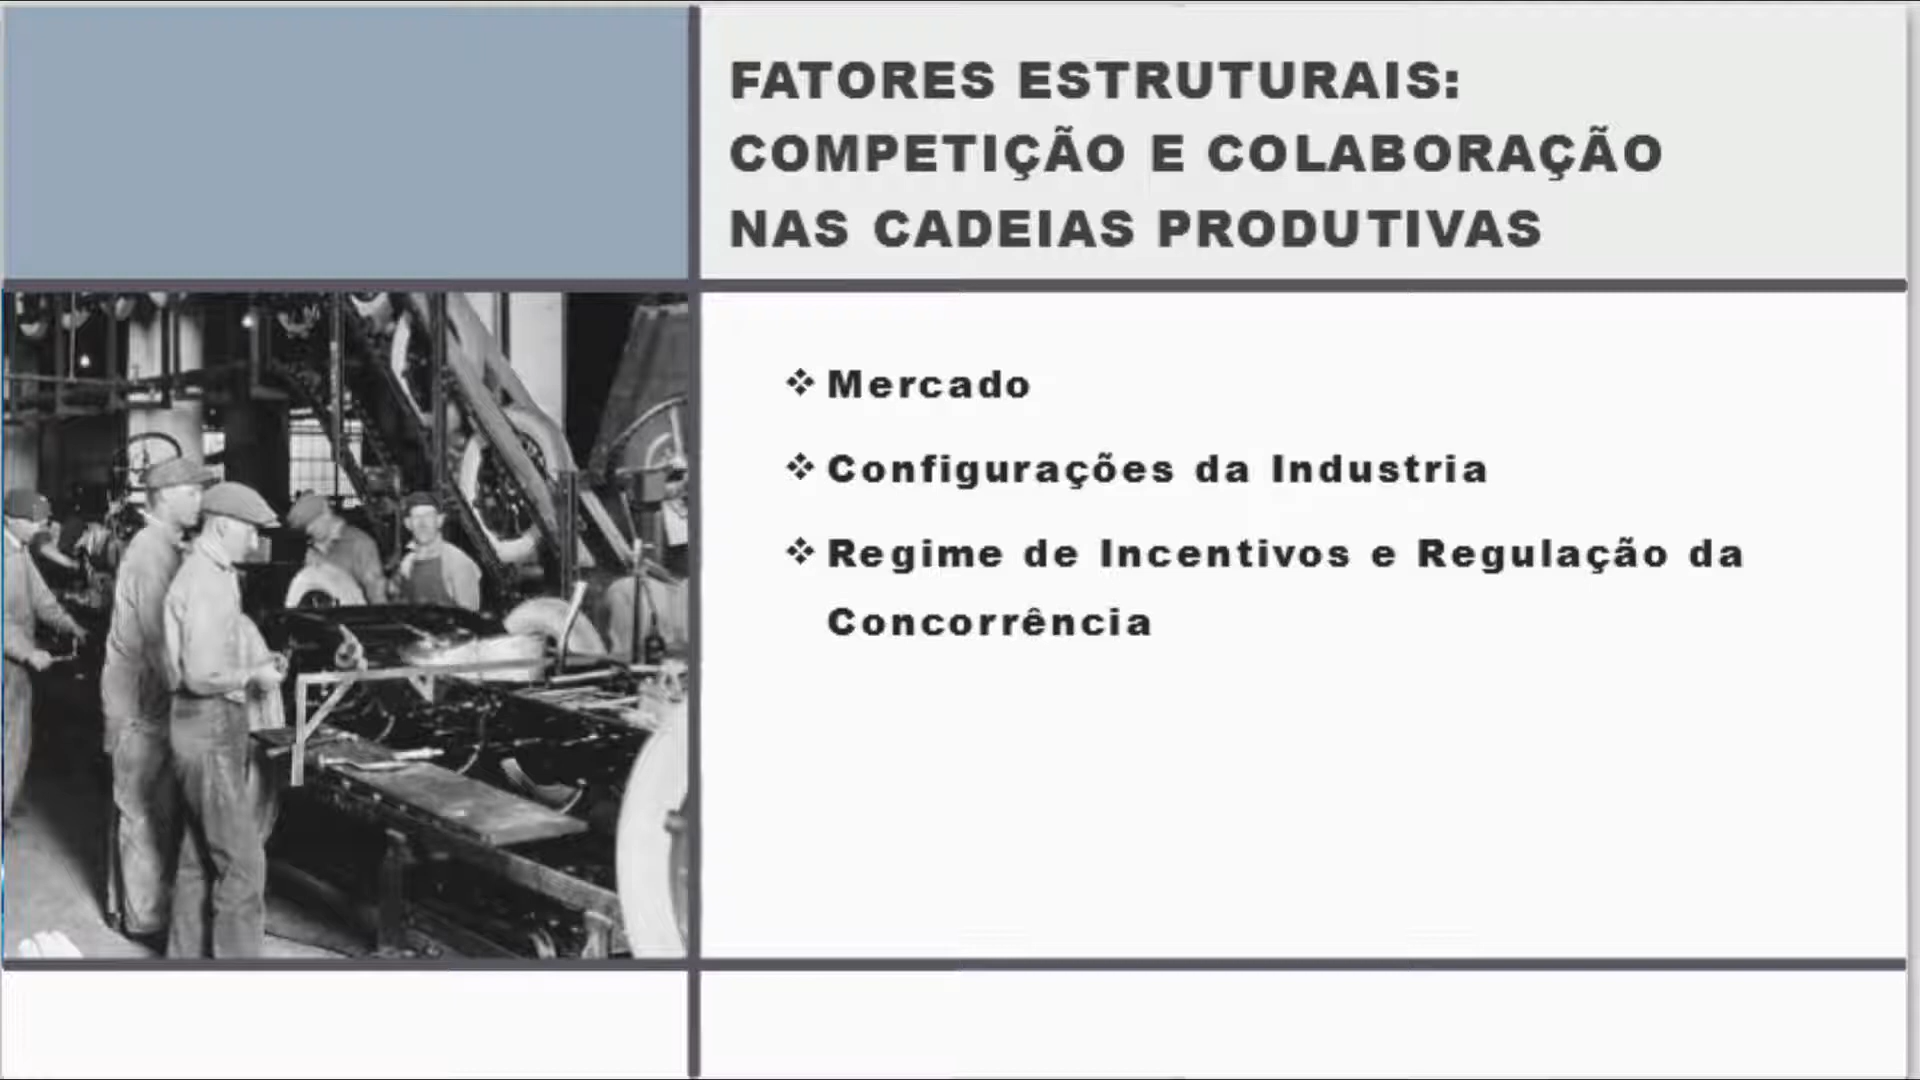 FATORES ESTRUTURAIS:
COMPETIÇÃO E COLABORAÇÃO
NAS CADEIAS PRODUTIVAS
❖ Mercado
❖ Configurações da Industria
❖ Regime de Incentivos e Regulação da
Concorrência